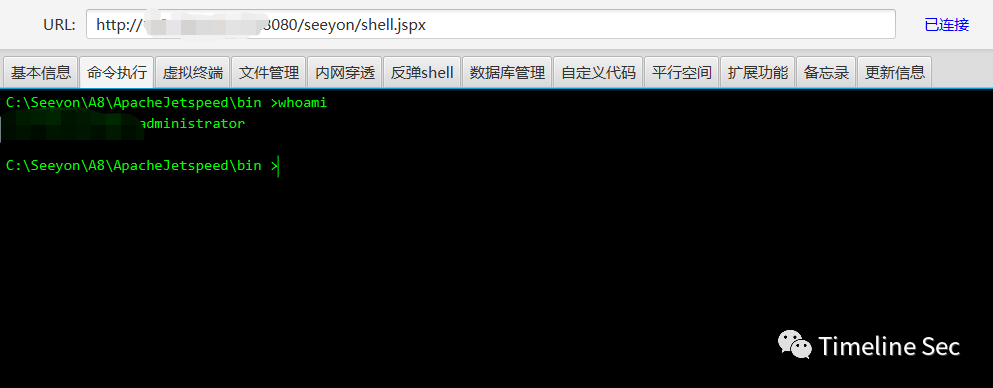 URL: http:// 8080/seeyon/shell.jspx 已连接
基本信息 命令执行 虚拟终端 文件管理 内网穿透 反弹shell 数据库管理 自定义代码 平行空间 扩展功能 备忘录 更新信息
C:\Seeyon\A8\ApacheJetspeed\bin >whoami
administrator
C:\Seeyon\A8\ApacheJetspeed\bin >
Timeline Sec